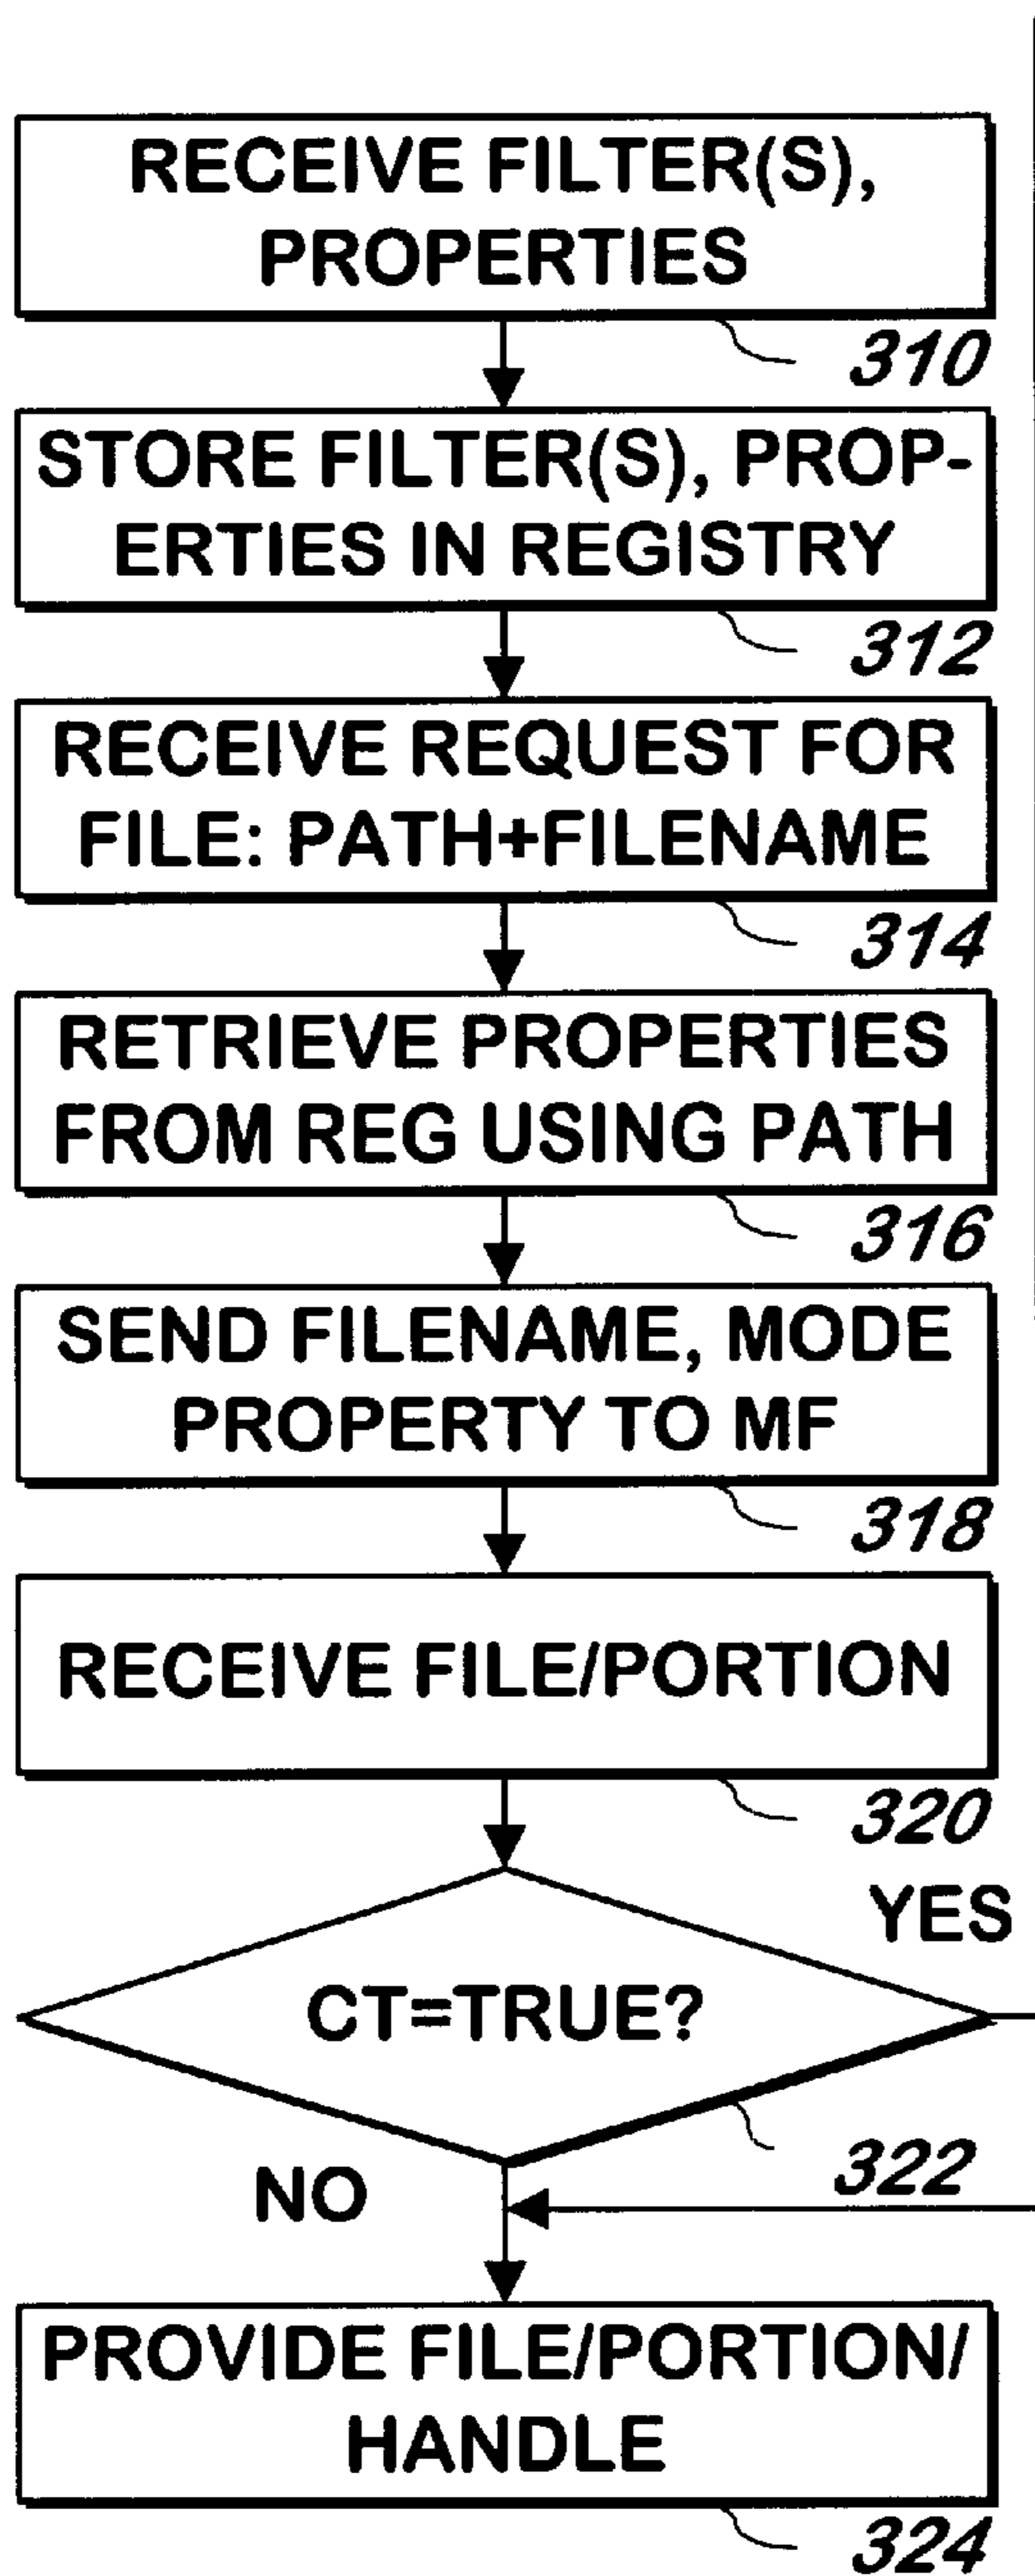 RECEIVE FILTER(S),
PROPERTIES
310
STORE FILTER(S), PROP-
ERTIES IN REGISTRY
312
RECEIVE REQUEST FOR
FILE: PATH+FILENAME
314
RETRIEVE PROPERTIES
FROM REG USING PATH
316
SEND FILENAME, MODE
PROPERTY TO MF
318
RECEIVE FILE/PORTION
320
YES
CT=TRUE?
322
NO
PROVIDE FILE/PORTION/
HANDLE
324